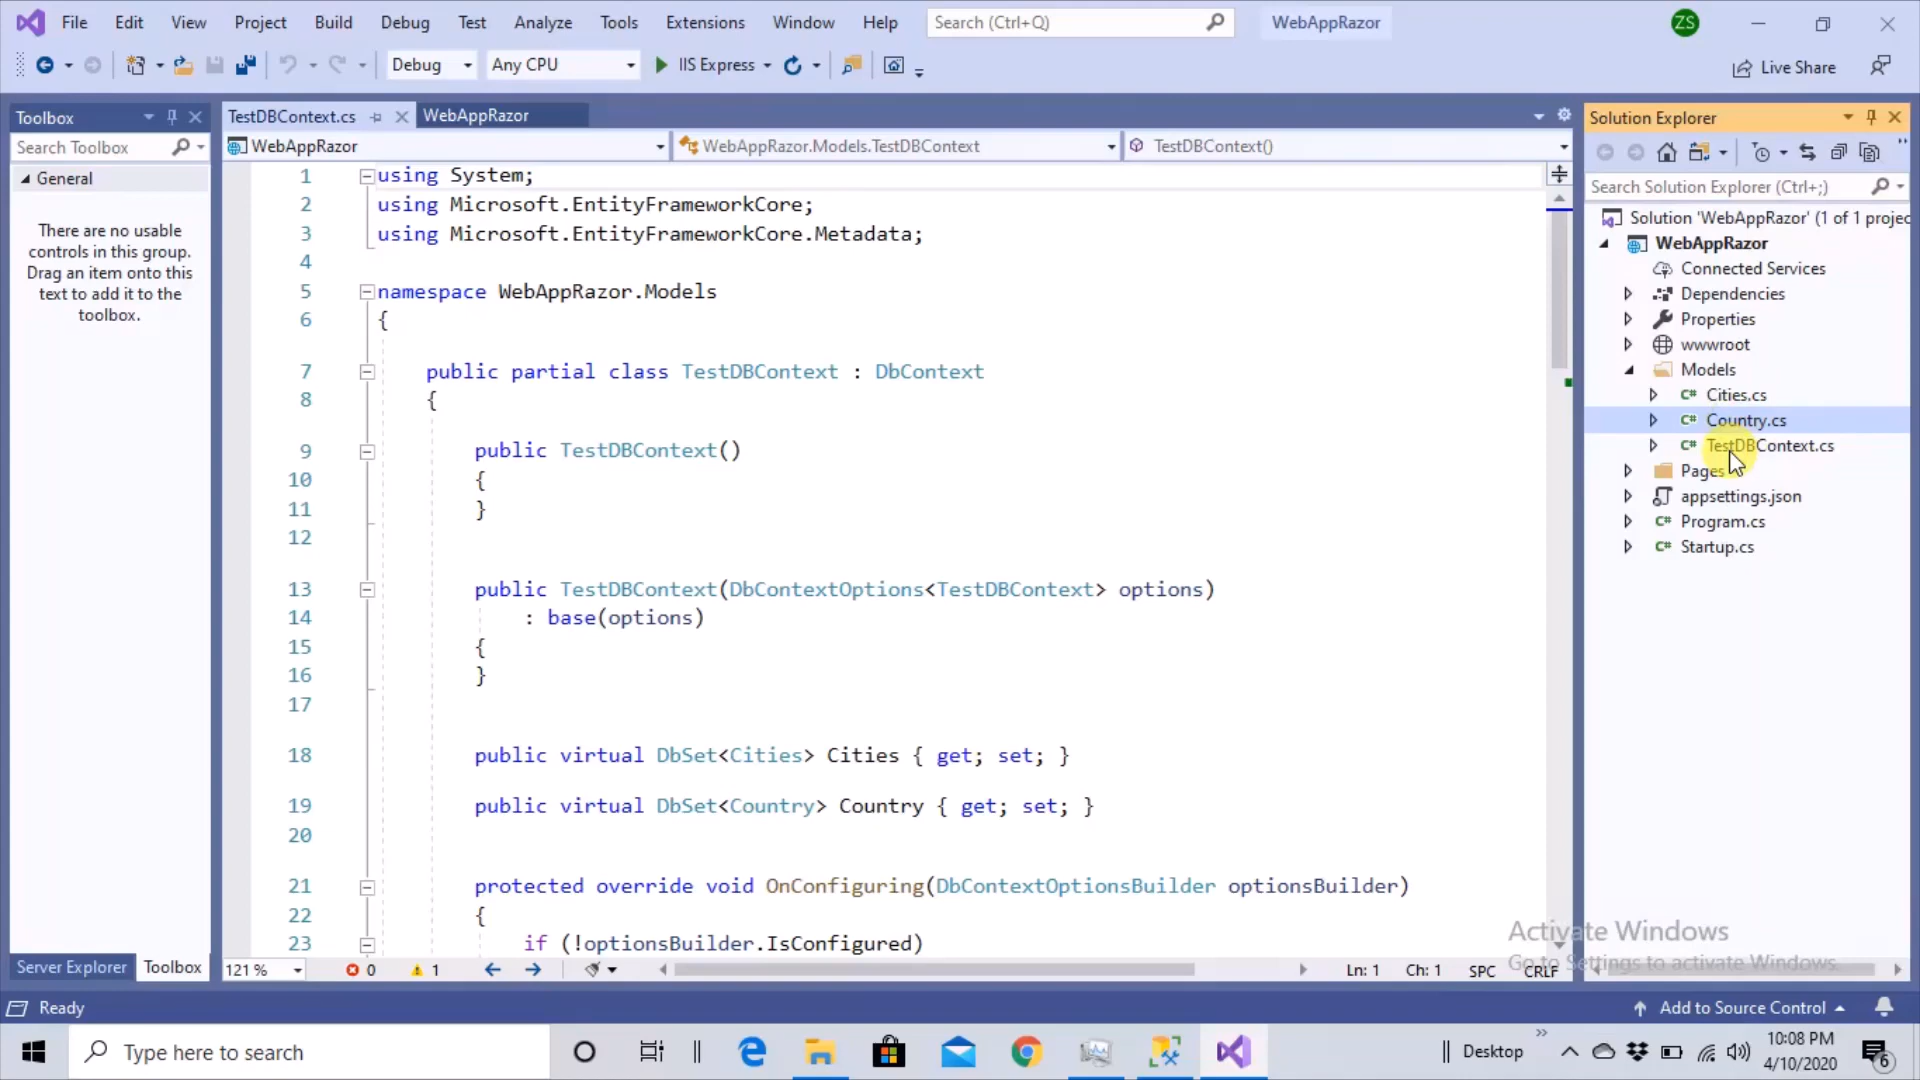 File Edit View Project Build Debug Test Analyze Tools Extensions Window Help Search (Ctrl+Q) WebAppRazor ZS
Debug Any CPU IIS Express Live Share
Toolbox
Search Toolbox
General
There are no usable
controls in this group.
Drag an item onto this
text to add it to the
toolbox.
Server Explorer Toolbox
TestDBContext.cs WebAppRazor
WebAppRazor WebAppRazor.Models.TestDBContext TestDBContext()
1 using System;
2 using Microsoft.EntityFrameworkCore;
3 using Microsoft.EntityFrameworkCore.Metadata;
4
5 namespace WebAppRazor.Models
6 {
7 public partial class TestDBContext : DbContext
8 {
9 public TestDBContext()
10 {
11 }
12
13 public TestDBContext(DbContextOptions<TestDBContext> options)
14 : base(options)
15 {
16 }
17
18 public virtual DbSet<Cities> Cities { get; set; }
19 public virtual DbSet<Country> Country { get; set; }
20
21 protected override void OnConfiguring(DbContextOptionsBuilder optionsBuilder)
22 {
23 if (!optionsBuilder.IsConfigured)
121 % 0 1 Ln: 1 Ch: 1 SPC CRLF
Solution Explorer
Search Solution Explorer (Ctrl+;)
Solution 'WebAppRazor' (1 of 1 projec
WebAppRazor
Connected Services
Dependencies
Properties
wwwroot
Models
C# Cities.cs
C# Country.cs
C# TestDBContext.cs
Pages
appsettings.json
C# Program.cs
C# Startup.cs
Activate Windows
Go to Settings to activate Windows.
Ready Add to Source Control
Type here to search Desktop 10:08 PM
4/10/2020 6